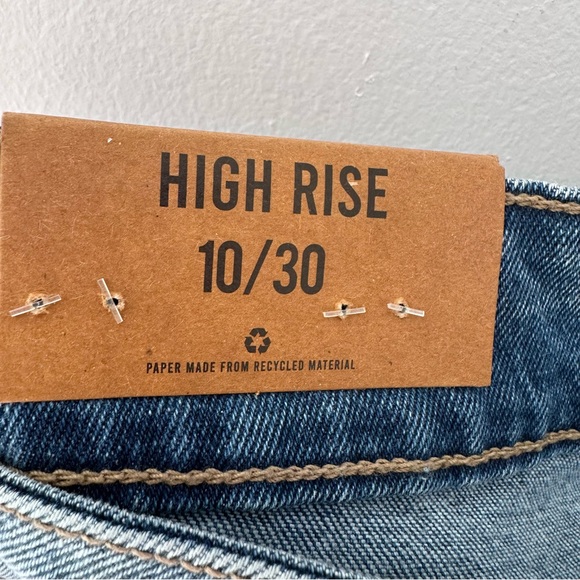 HIGH RISE
10/30
PAPER MADE FROM RECYCLED MATERIAL